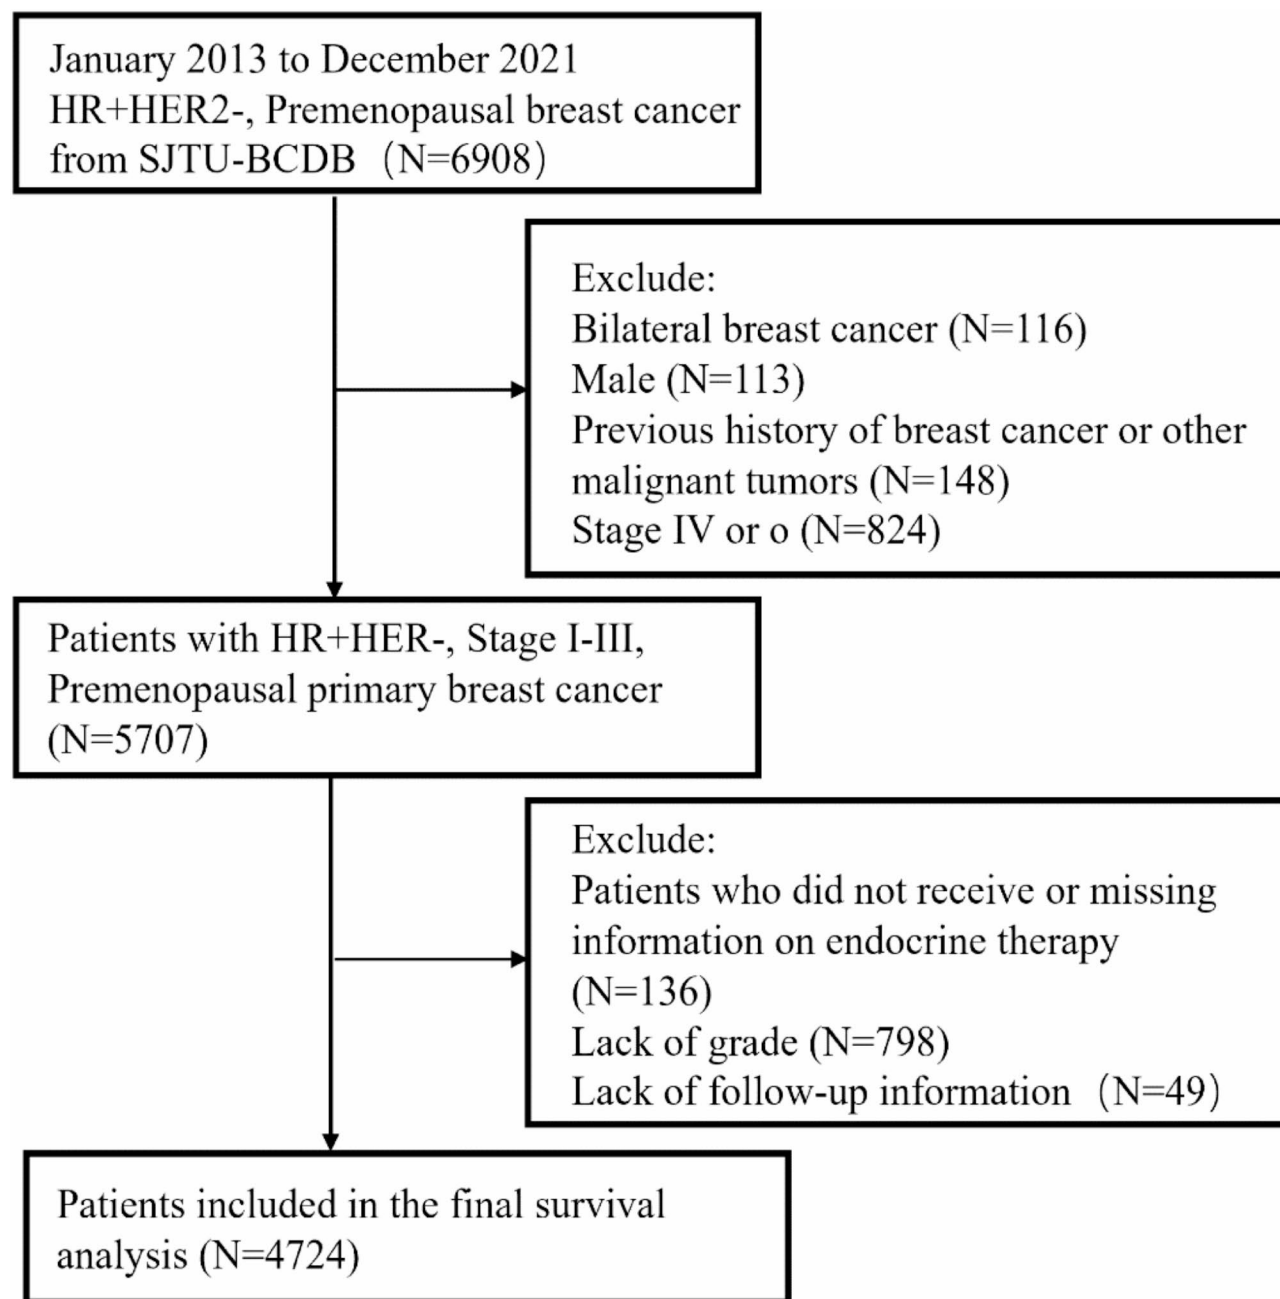 January 2013 to December 2021
HR+HER2-, Premenopausal breast cancer
from SJTU-BCDB （N=6908）
Exclude:
Bilateral breast cancer (N=116)
Male (N=113)
Previous history of breast cancer or other
malignant tumors (N=148)
Stage IV or o (N=824)
Patients with HR+HER-, Stage I-III,
Premenopausal primary breast cancer
(N=5707)
Exclude:
Patients who did not receive or missing
information on endocrine therapy
(N=136)
Lack of grade (N=798)
Lack of follow-up information （N=49）
Patients included in the final survival
analysis (N=4724)